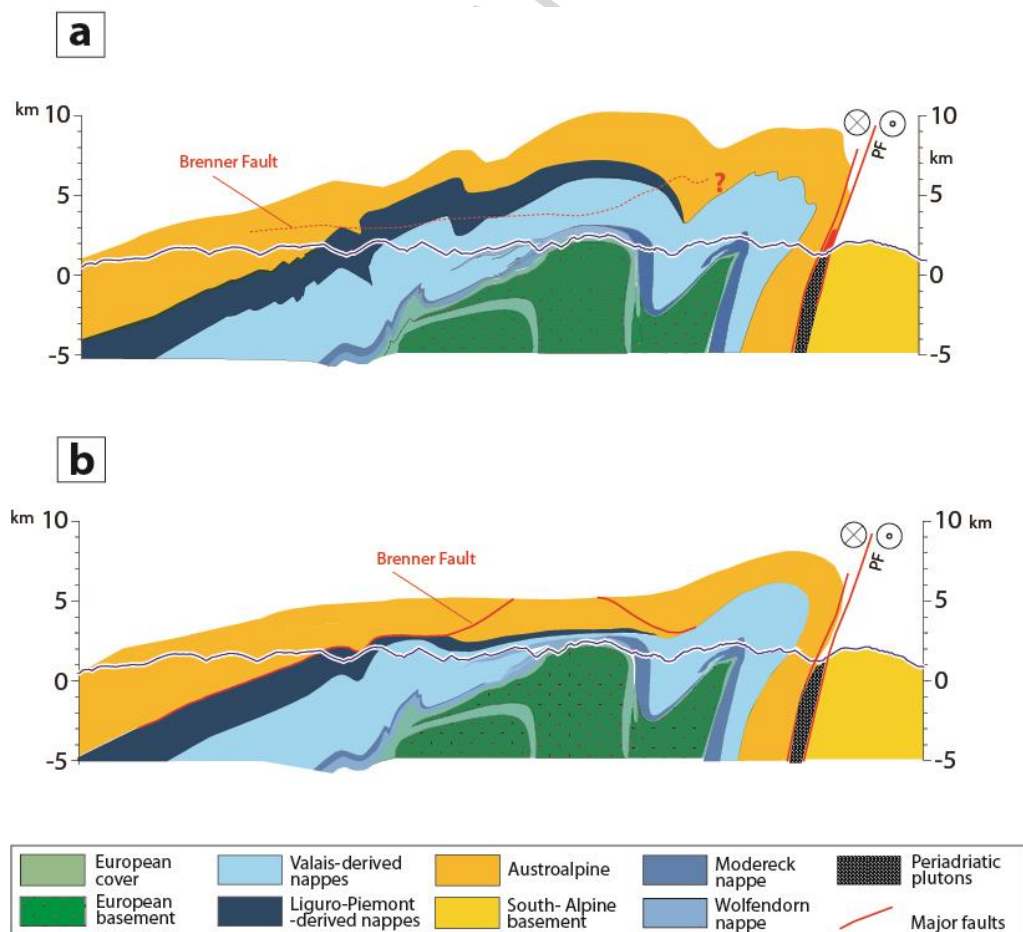 a
km 10
5
0
-5
Brenner Fault
?
PF
10
km
5
0
-5
b
km 10
5
0
-5
Brenner Fault
PF
10 km
5
0
-5
European
cover
European
basement
Valais-derived
nappes
Liguro-Piemont
-derived nappes
Austroalpine
South- Alpine
basement
Modereck
nappe
Wolfendorn
nappe
Periadriatic
plutons
Major faults